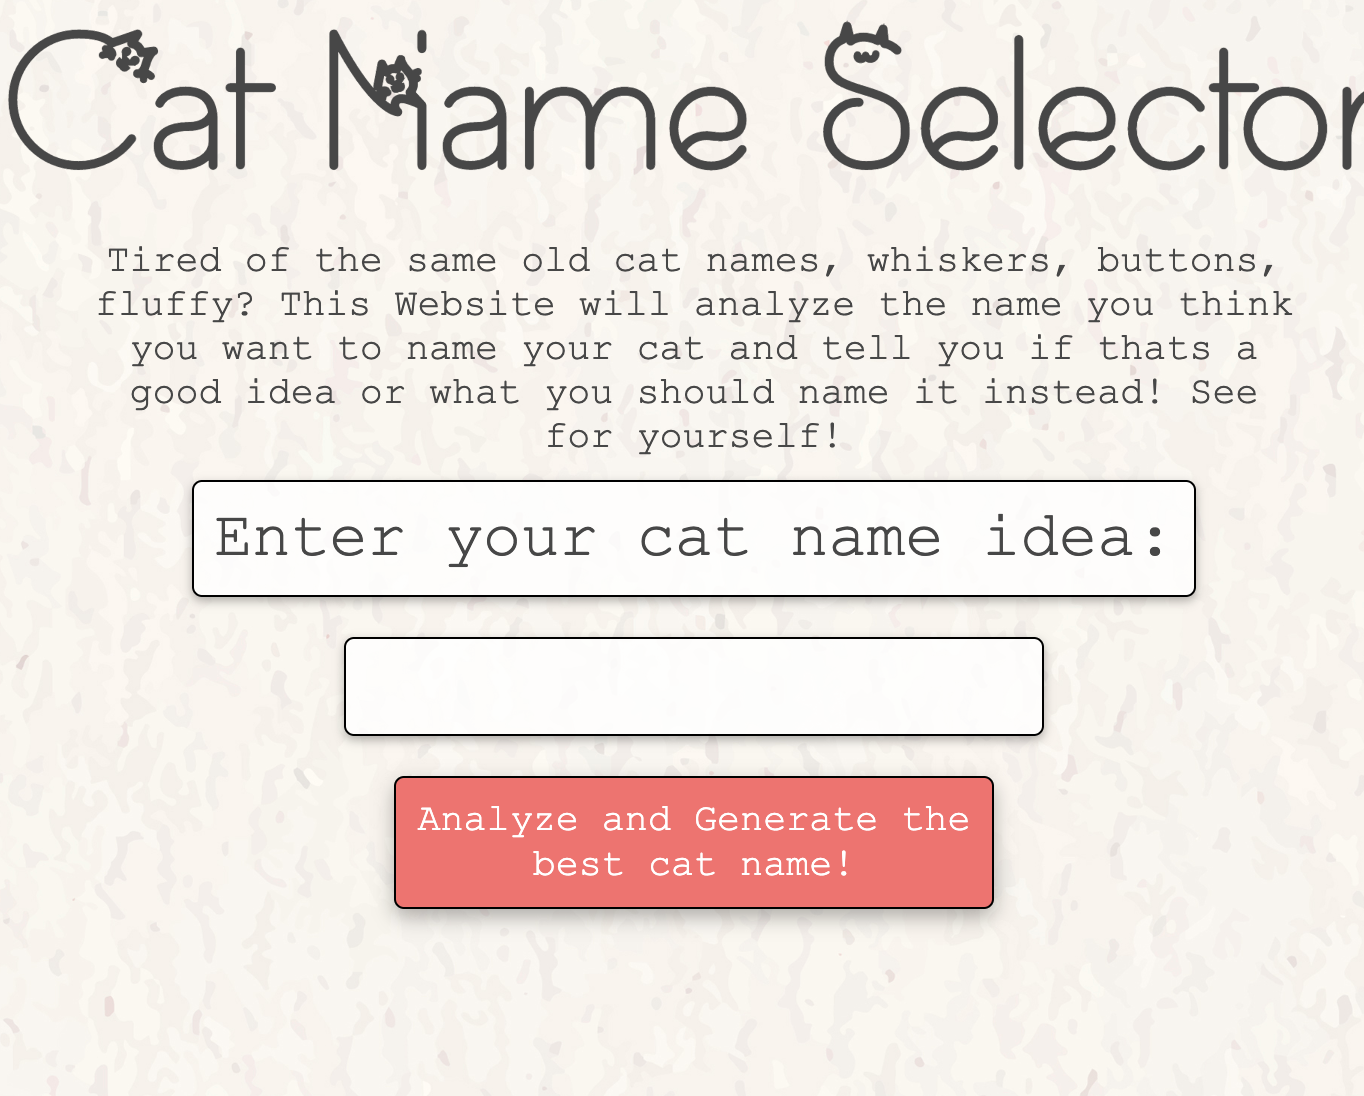 Cat Name Selector
Tired of the same old cat names, whiskers, buttons,
fluffy? This Website will analyze the name you think
you want to name your cat and tell you if thats a
good idea or what you should name it instead! See
for yourself!
Enter your cat name idea:
Analyze and Generate the
best cat name!